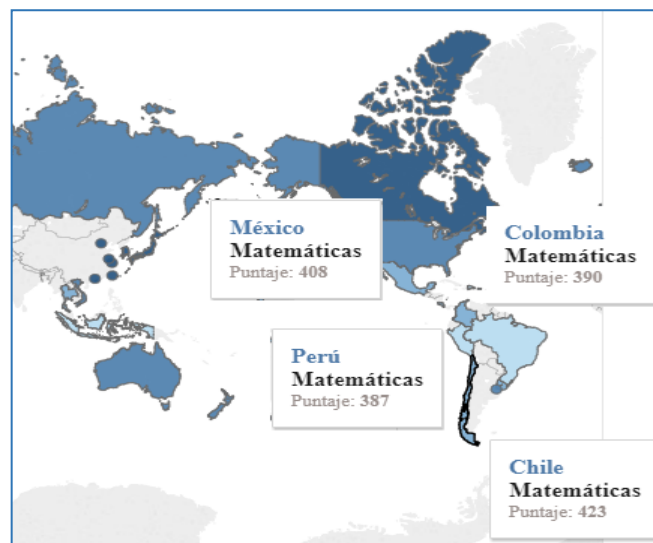 México
Matemáticas
Puntaje: 408
Colombia
Matemáticas
Puntaje: 390
Perú
Matemáticas
Puntaje: 387
Chile
Matemáticas
Puntaje: 423